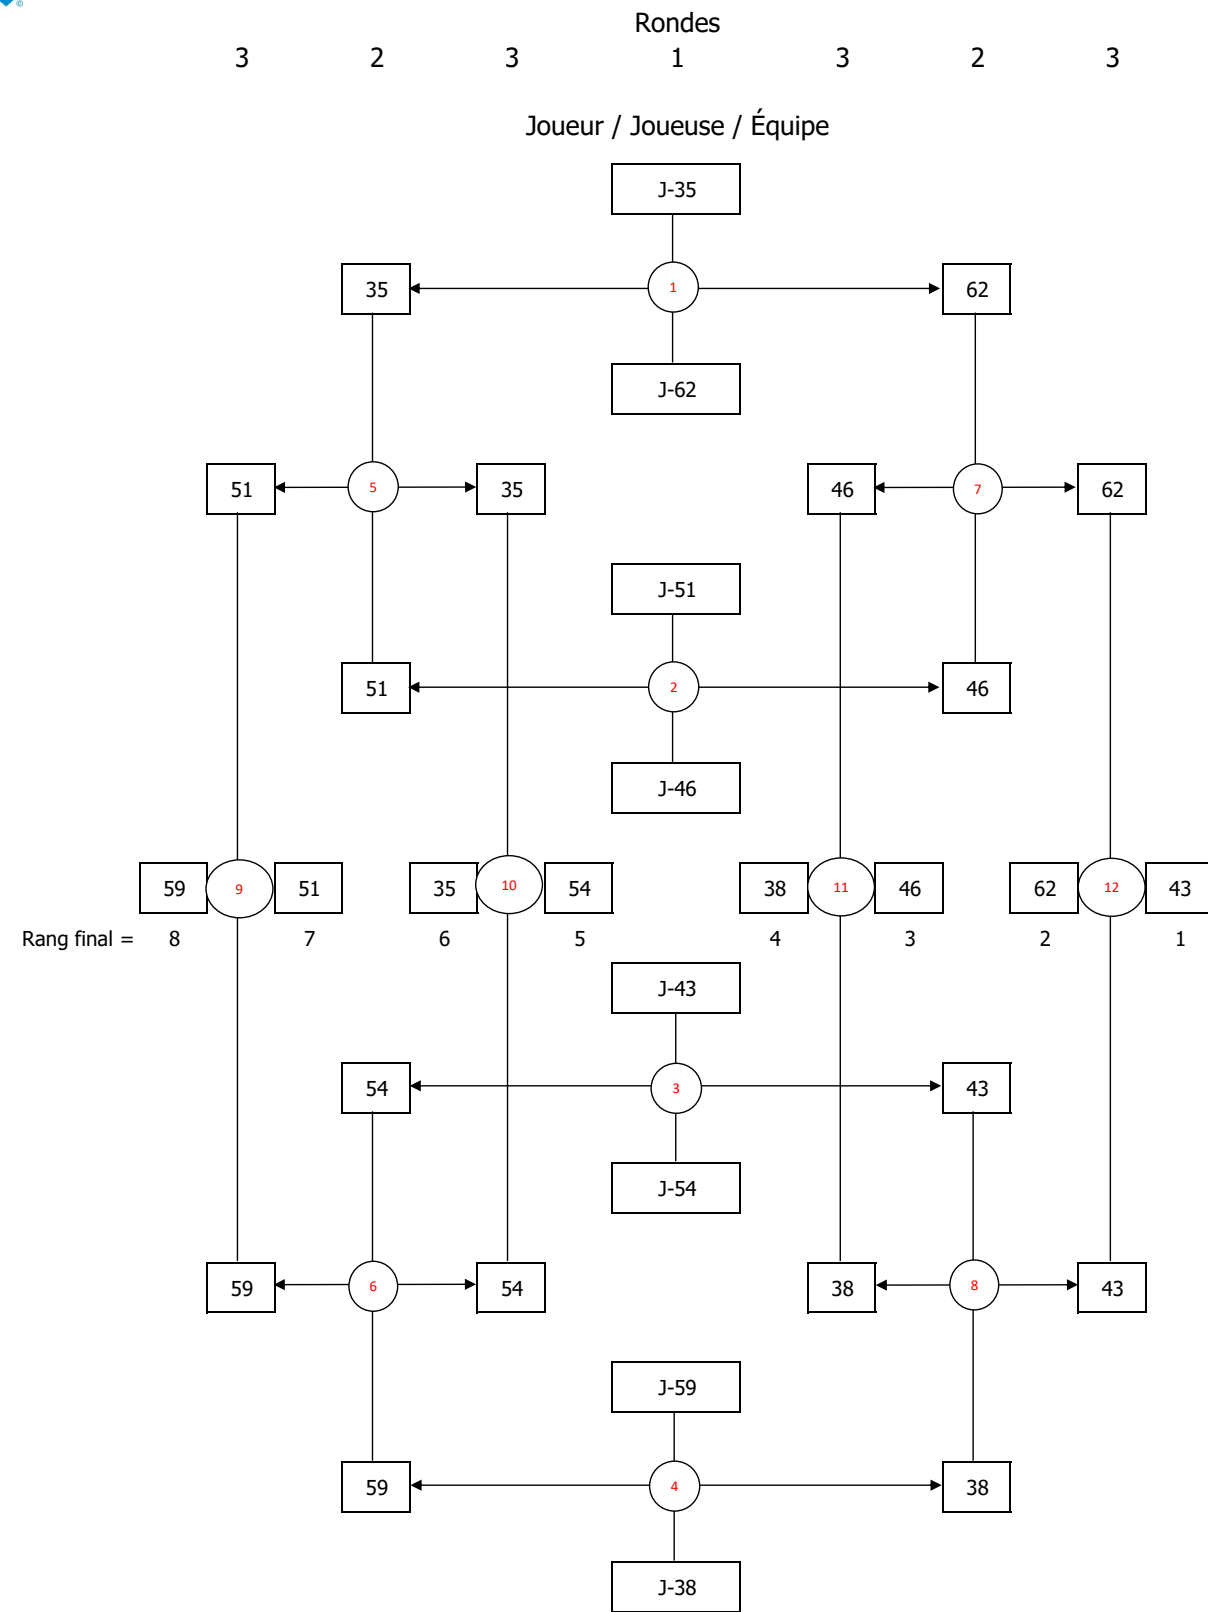 ©
Rondes
3 2 3 1 3 2 3
Joueur / Joueuse / Équipe
J-35
35 1 62
J-62
51 5 35 46 7 62
J-51
51 2 46
J-46
59 9 51 35 10 54 38 11 46 62 12 43
Rang final = 8 7 6 5 4 3 2 1
J-43
54 3 43
J-54
59 6 54 38 8 43
J-59
59 4 38
J-38